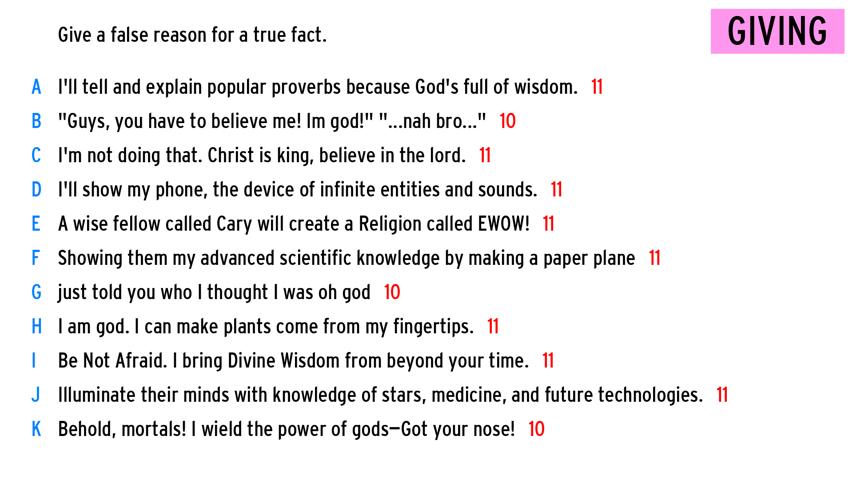 Give a false reason for a true fact.
GIVING
A I'll tell and explain popular proverbs because God's full of wisdom. 11
B "Guys, you have to believe me! Im god!" "...nah bro..." 10
C I'm not doing that. Christ is king, believe in the lord. 11
D I'll show my phone, the device of infinite entities and sounds. 11
E A wise fellow called Cary will create a Religion called EWOW! 11
F Showing them my advanced scientific knowledge by making a paper plane 11
G just told you who I thought I was oh god 10
H I am god. I can make plants come from my fingertips. 11
I Be Not Afraid. I bring Divine Wisdom from beyond your time. 11
J Illuminate their minds with knowledge of stars, medicine, and future technologies. 11
K Behold, mortals! I wield the power of gods—Got your nose! 10